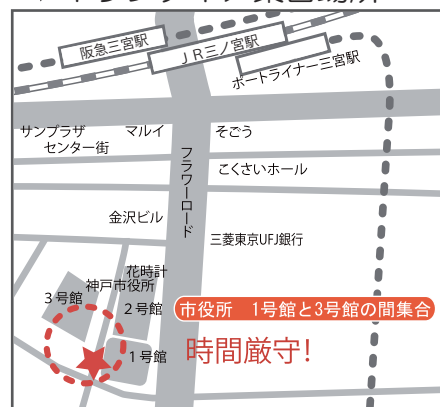 阪急三宮駅
JR三ノ宮駅
ポートライナー三宮駅
サンプラザ
マルイ
そごう
センター街
フラワーロード
こくさいホール
金沢ビル
三菱東京UFJ銀行
花時計
神戸市役所
3号館
2号館
市役所 1号館と3号館の間集合
1号館
時間厳守!